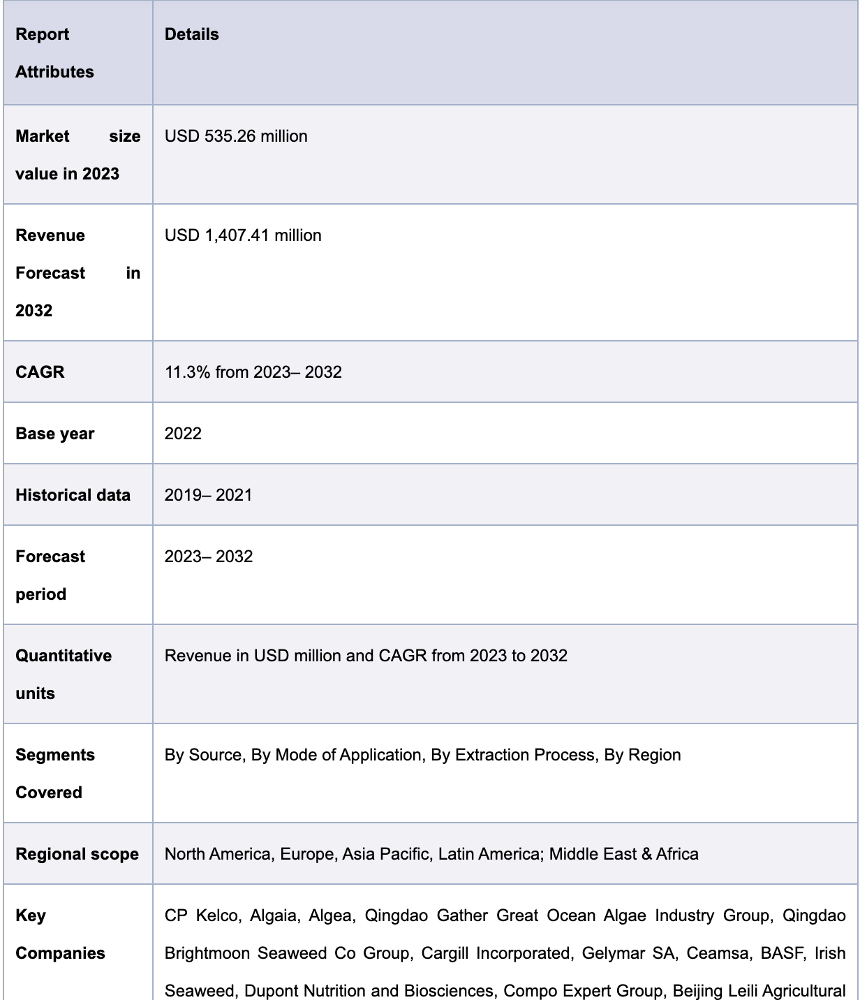 Report
Attributes
Details
Market size
value in 2023
USD 535.26 million
Revenue
Forecast in
2032
USD 1,407.41 million
CAGR
11.3% from 2023– 2032
Base year
2022
Historical data
2019– 2021
Forecast
period
2023– 2032
Quantitative
units
Revenue in USD million and CAGR from 2023 to 2032
Segments
Covered
By Source, By Mode of Application, By Extraction Process, By Region
Regional scope
North America, Europe, Asia Pacific, Latin America; Middle East & Africa
Key
Companies
CP Kelco, Algaia, Algea, Qingdao Gather Great Ocean Algae Industry Group, Qingdao
Brightmoon Seaweed Co Group, Cargill Incorporated, Gelymar SA, Ceamsa, BASF, Irish
Seaweed, Dupont Nutrition and Biosciences, Compo Expert Group, Beijing Leili Agricultural